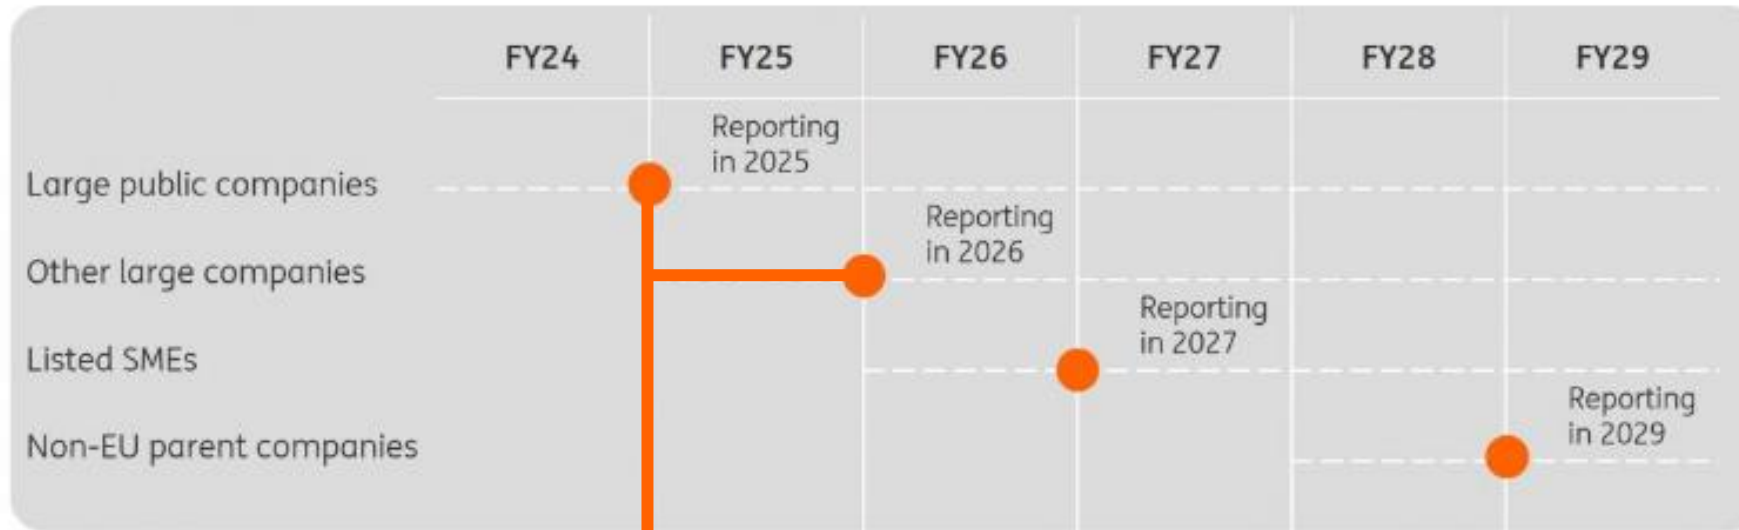 FY24 FY25 FY26 FY27 FY28 FY29
Reporting
in 2025
Large public companies
Reporting
in 2026
Other large companies
Reporting
in 2027
Listed SMEs
Reporting
in 2029
Non-EU parent companies